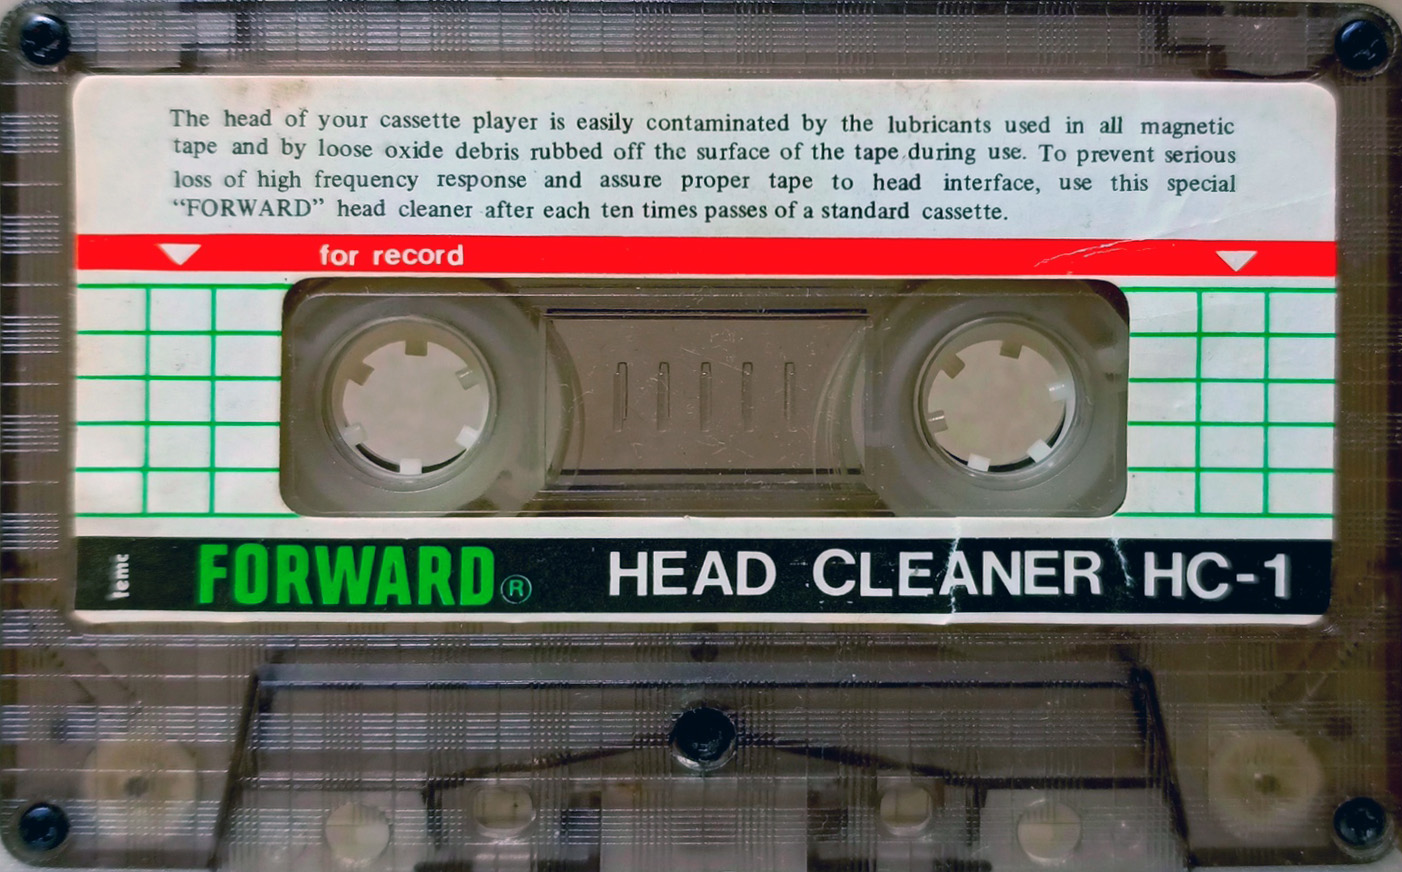 The head of your cassette player is easily contaminated by the lubricants used in all magnetic
tape and by loose oxide debris rubbed off the surface of the tape during use. To prevent serious
loss of high frequency response and assure proper tape to head interface, use this special
“FORWARD” head cleaner after each ten times passes of a standard cassette.
for record
FORWARD® HEAD CLEANER HC-1